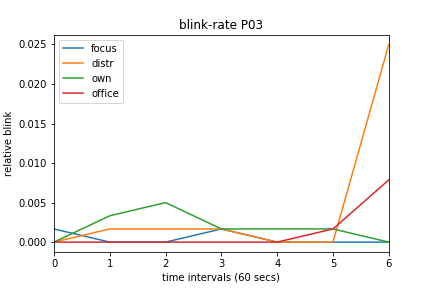 blink-rate P03
focus
distr
own
office
relative blink
0.025
0.020
0.015
0.010
0.005
0.000
0 1 2 3 4 5 6
time intervals (60 secs)